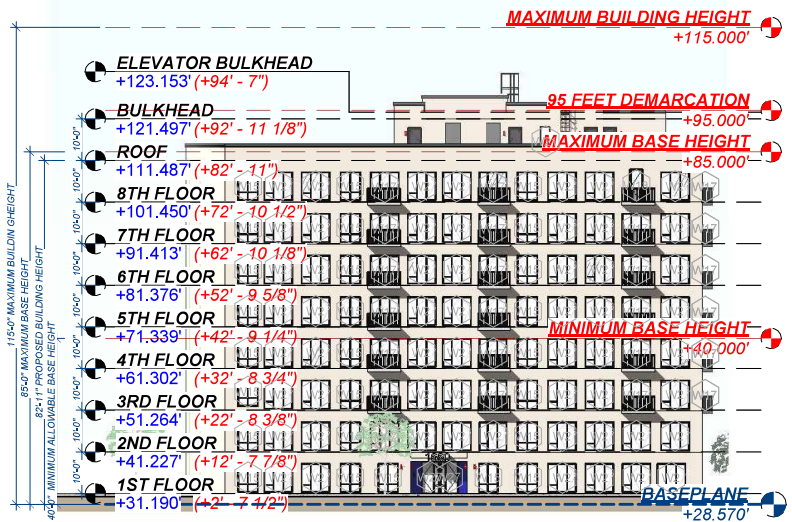 MAXIMUM BUILDING HEIGHT
+115.000'
ELEVATOR BULKHEAD
+123.153' (+94' - 7")
95 FEET DEMARCATION
+95.000'
BULKHEAD
+121.497' (+92' - 11 1/8")
MAXIMUM BASE HEIGHT
+85.000'
ROOF
+111.487' (+82' - 11")
8TH FLOOR
+101.450' (+72' - 10 1/2")
7TH FLOOR
+91.413' (+62' - 10 1/8")
6TH FLOOR
+81.376' (+52' - 9 5/8")
5TH FLOOR
+71.339' (+42' - 9 1/4")
MINIMUM BASE HEIGHT
+40.000'
4TH FLOOR
+61.302' (+32' - 8 3/4")
3RD FLOOR
+51.264' (+22' - 8 3/8")
2ND FLOOR
+41.227' (+12' - 7 7/8")
1ST FLOOR
+31.190' (+2' - 7 1/2")
BASEPLANE
+28.570'
115'-0" MAXIMUM BUILDIN GHEIGHT
85'-0" MAXIMUM BASE HEIGHT
82'-11" PROPOSED BUILDING HEIGHT
40'-0" MINIMUM ALLOWABLE BASE HEIGHT
10'-0"
10'-0"
10'-0"
10'-0"
10'-0"
10'-0"
10'-0"
10'-0"
10'-0"